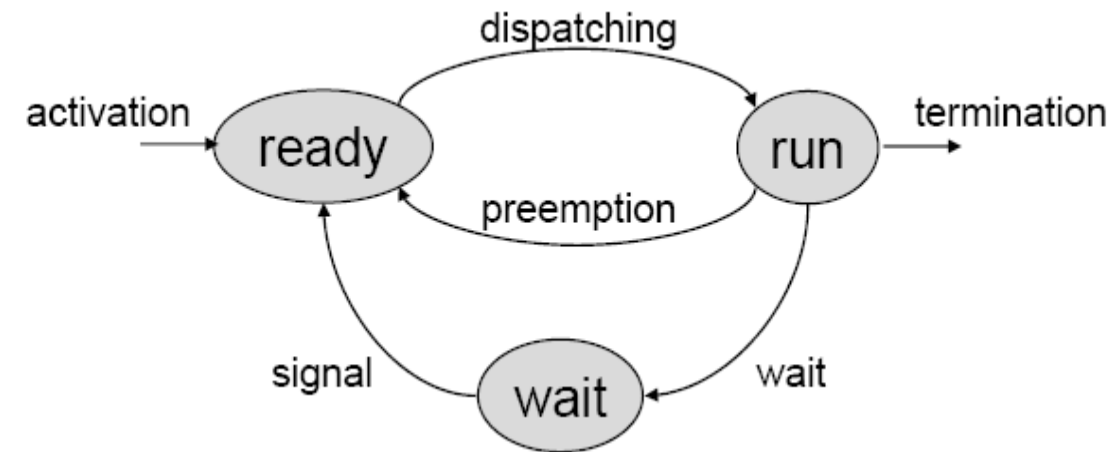 dispatching
activation
termination
ready
run
preemption
signal
wait
wait